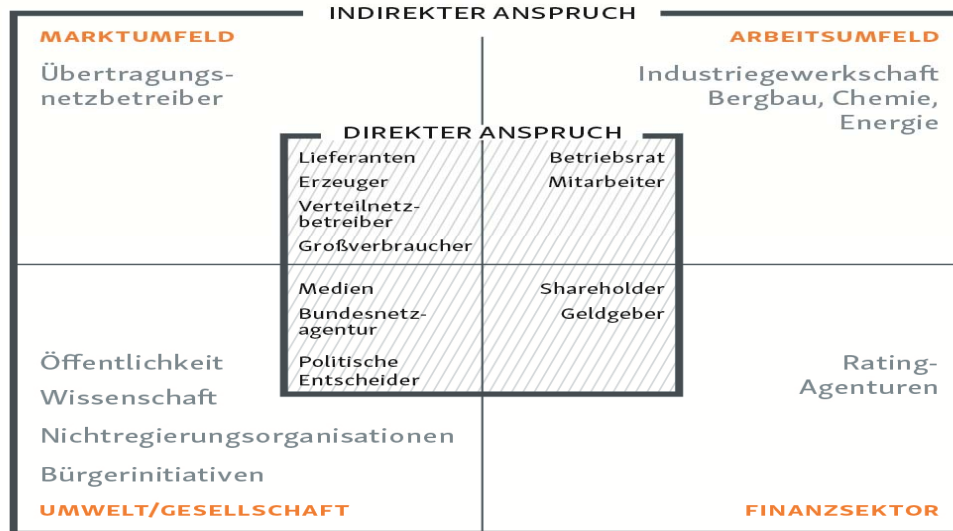 INDIREKTER ANSPRUCH
MARKTUMFELD
Übertragungs-
netzbetreiber
ARBEITSUMFELD
Industriegewerkschaft
Bergbau, Chemie,
Energie
DIREKTER ANSPRUCH
Lieferanten
Erzeuger
Verteilnetz-
betreiber
Großverbraucher
Betriebsrat
Mitarbeiter
Medien
Bundesnetz-
agentur
Politische
Entscheider
Shareholder
Geldgeber
Öffentlichkeit
Wissenschaft
Nichtregierungsorganisationen
Bürgerinitiativen
UMWELT/GESELLSCHAFT
Rating-
Agenturen
FINANZSEKTOR